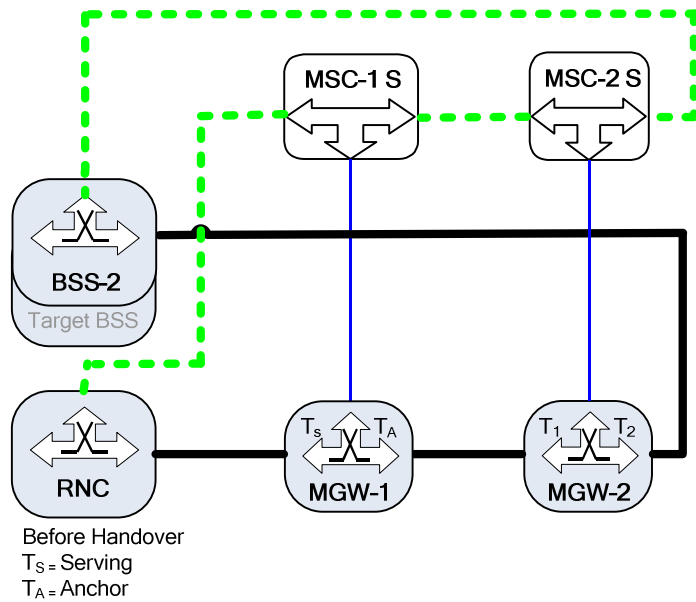 MSC-1 S
MSC-2 S
BSS-2
Target BSS
Ts TA
T1 T2
RNC
MGW-1
MGW-2
Before Handover
TS = Serving
TA = Anchor